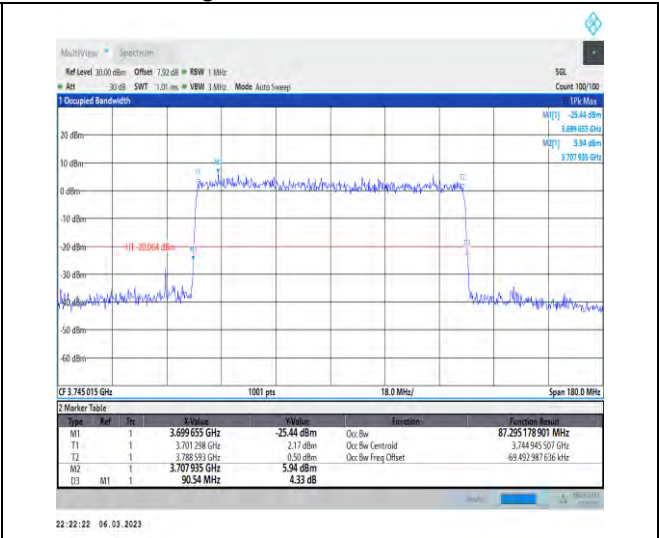 MultiView Spectrum
Ref Level 30.00 dBm Offset 7.92 dB RBW 1 MHz SGL
Att 30 dB SWT 1.01 ms VBW 3 MHz Mode Auto Sweep Count 100/100
1 Occupied Bandwidth 1Pk Max
M1[1] -25.44 dBm
3.699 655 GHz
M2[1] 5.94 dBm
3.707 935 GHz
20 dBm
10 dBm
M2
T1
T2
0 dBm
-10 dBm
-20 dBm
H1 -20.064 dBm
M1
D3
-30 dBm
-40 dBm
-50 dBm
-60 dBm
CF 3.745 015 GHz 1001 pts 18.0 MHz/ Span 180.0 MHz
2 Marker Table
Type Ref Trc X-Value Y-Value Function Function Result
M1 1 3.699 655 GHz -25.44 dBm Occ Bw 87.295 178 901 MHz
T1 1 3.701 298 GHz 2.17 dBm Occ Bw Centroid 3.744 945 507 GHz
T2 1 3.788 593 GHz 0.50 dBm Occ Bw Freq Offset -69.492 987 636 kHz
M2 1 3.707 935 GHz 5.94 dBm
D3 M1 1 90.54 MHz 4.33 dB
22:22:22 06.03.2023